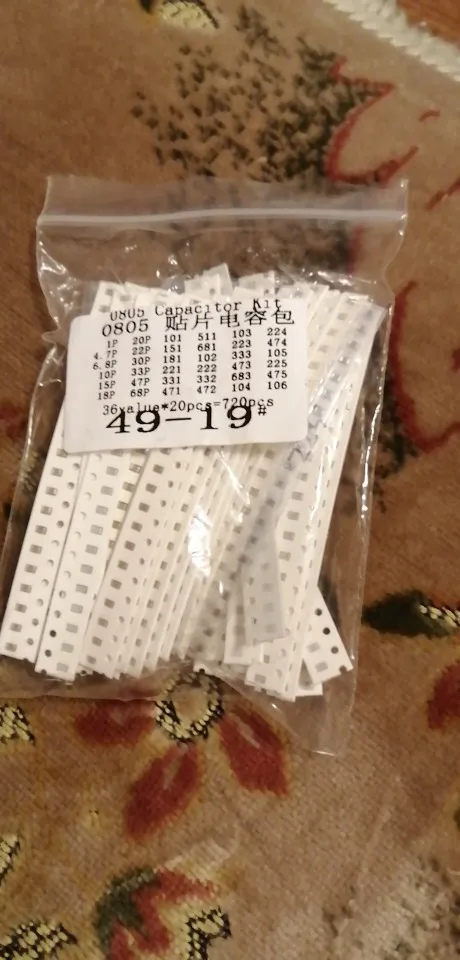 0805 Capacitor Kit
0805 贴片电容包
1P 20P 101 511 103 224
4.7P 22P 151 681 223 474
6.8P 30P 181 102 333 105
10P 33P 221 222 473 225
15P 47P 331 332 683 475
18P 68P 471 472 104 106
36value*20pcs=720pcs
49-19#